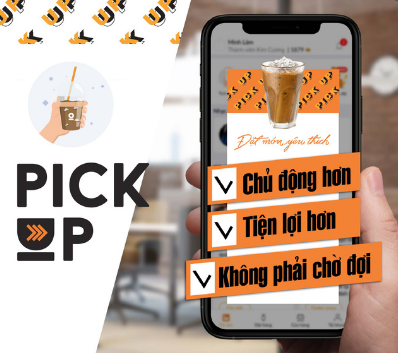 PICK
UP
Đặt món yêu thích
Chủ động hơn
Tiện lợi hơn
Không phải chờ đợi